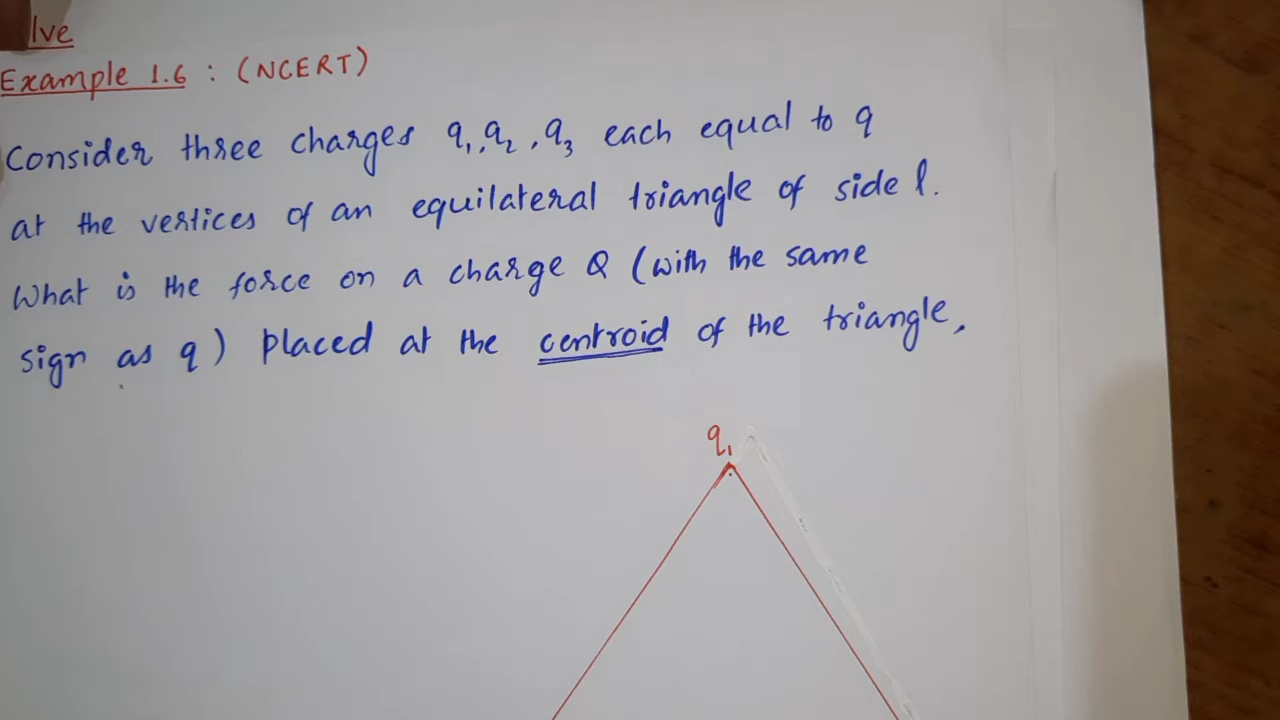 lve
Example 1.6 : (NCERT)
Consider three charges q₁, q₂, q₃ each equal to q
at the vertices of an equilateral triangle of side l.
What is the force on a charge Q (with the same
sign as q) placed at the centroid of the triangle,
q₁